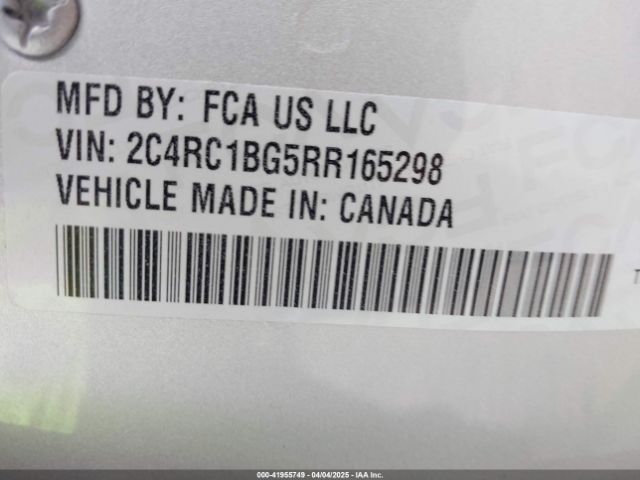 MFD BY: FCA US LLC
VIN: 2C4RC1BG5RR165298
VEHICLE MADE IN: CANADA
T
000-41955749 - 04/04/2025 - IAA, Inc.